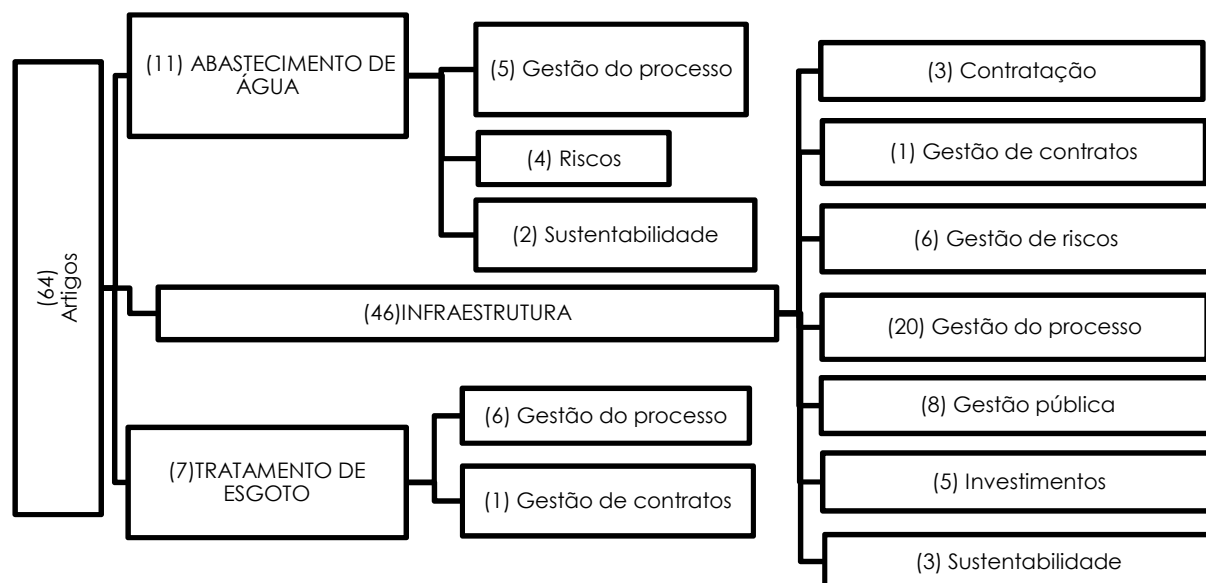 (64)
Artigos
(11) ABASTECIMENTO DE
ÁGUA
(5) Gestão do processo
(4) Riscos
(2) Sustentabilidade
(46)INFRAESTRUTURA
(3) Contratação
(1) Gestão de contratos
(6) Gestão de riscos
(20) Gestão do processo
(8) Gestão pública
(5) Investimentos
(3) Sustentabilidade
(7)TRATAMENTO DE
ESGOTO
(6) Gestão do processo
(1) Gestão de contratos